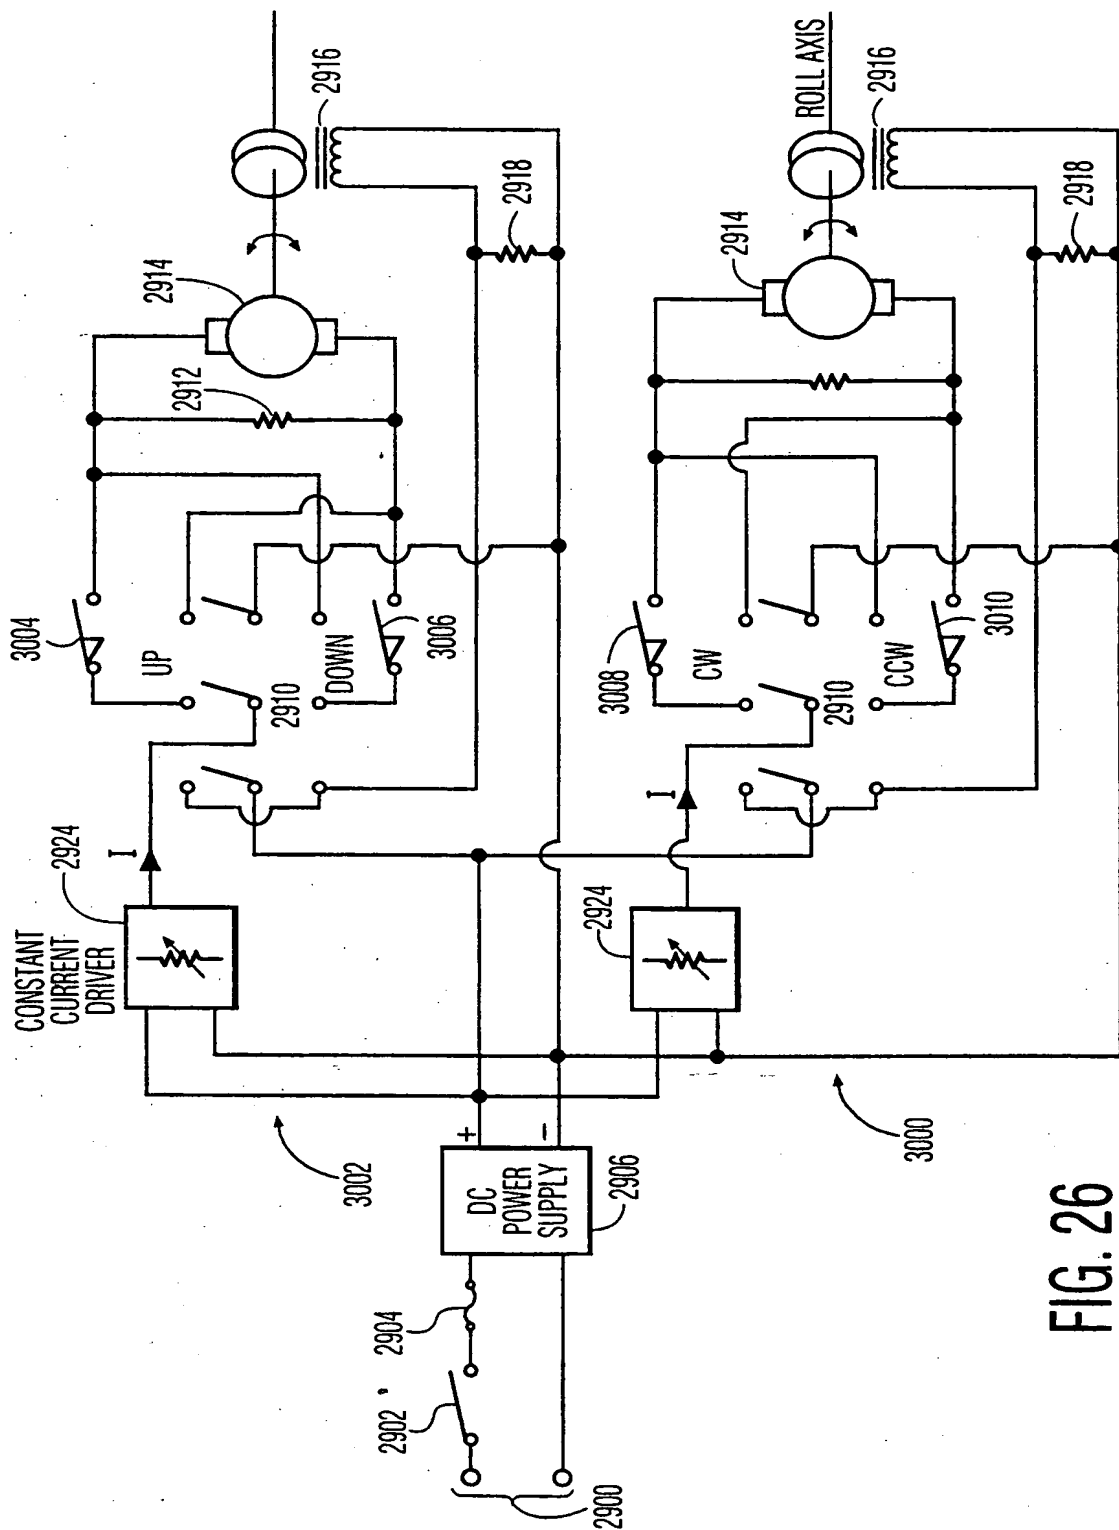 2900
2902
2904
DC
POWER
SUPPLY
2906
+
−
3002
3000
CONSTANT
CURRENT
DRIVER
2924
I
3004
UP
2910
DOWN
3006
2912
2914
2916
2918
2924
I
3008
CW
2910
CCW
3010
2914
ROLL AXIS
2916
2918
FIG. 26